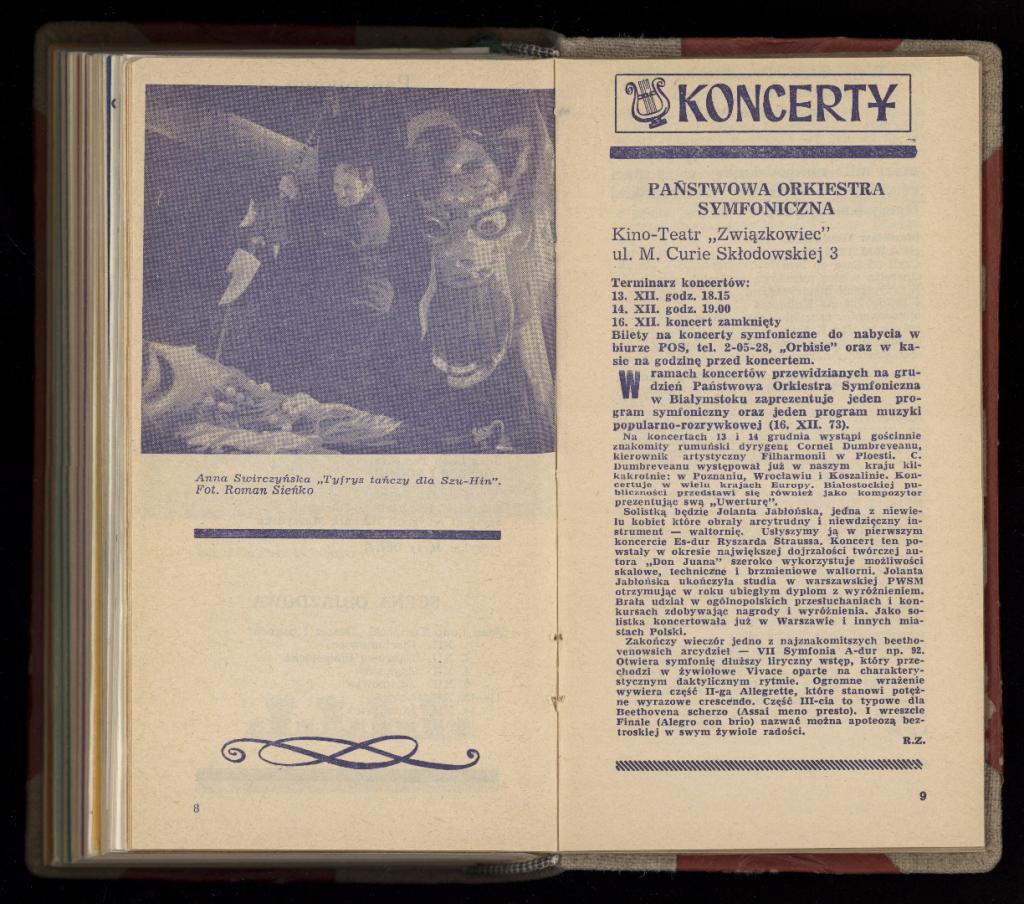 Anna Swirczyńska „Tyfrys tańczy dla Szu-Hin”.
Fot. Roman Sieńko
8
KONCERTY
PAŃSTWOWA ORKIESTRA
SYMFONICZNA
Kino-Teatr „Związkowiec”
ul. M. Curie Skłodowskiej 3
Terminarz koncertów:
13. XII. godz. 18.15
14. XII. godz. 19.00
16. XII. koncert zamknięty
Bilety na koncerty symfoniczne do nabycia w
biurze POS, tel. 2-05-28, „Orbisie” oraz w ka-
sie na godzinę przed koncertem.
W ramach koncertów przewidzianych na gru-
dzień Państwowa Orkiestra Symfoniczna
w Białymstoku zaprezentuje jeden pro-
gram symfoniczny oraz jeden program muzyki
popularno-rozrywkowej (16. XII. 73).
Na koncertach 13 i 14 grudnia wystąpi gościnnie
znakomity rumuński dyrygent Cornel Dumbreveanu,
kierownik artystyczny Filharmonii w Ploesti. C.
Dumbreveanu występował już w naszym kraju kil-
kakrotnie: w Poznaniu, Wrocławiu i Koszalinie. Kon-
certuje w wielu krajach Europy. Białostockiej pu-
bliczności przedstawi się również jako kompozytor
prezentując swą „Uwerturę”.
Solistką będzie Jolanta Jabłońska, jedna z niewie-
lu kobiet które obrały arcytrudny i niewdzięczny in-
strument — waltornię. Usłyszymy ją w pierwszym
koncercie Es-dur Ryszarda Straussa. Koncert ten po-
wstały w okresie największej dojrzałości twórczej au-
tora „Don Juana” szeroko wykorzystuje możliwości
skalowe, techniczne i brzmieniowe waltorni. Jolanta
Jabłońska ukończyła studia w warszawskiej PWSM
otrzymując w roku ubiegłym dyplom z wyróżnieniem.
Brała udział w ogólnopolskich przesłuchaniach i kon-
kursach zdobywając nagrody i wyróżnienia. Jako so-
listka koncertowała już w Warszawie i innych mia-
stach Polski.
Zakończy wieczór jedno z najznakomitszych beetho-
venowsich arcydzieł — VII Symfonia A-dur np. 92.
Otwiera symfonię dłuższy liryczny wstęp, który prze-
chodzi w żywiołowe Vivace oparte na charaktery-
stycznym daktylicznym rytmie. Ogromne wrażenie
wywiera część II-ga Allegrette, które stanowi potęż-
ne wyrazowe crescendo. Część III-cia to typowe dla
Beethovena scherzo (Assai meno presto). I wreszcie
Finale (Alegro con brio) nazwać można apoteozą bez-
troskiej w swym żywiole radości.
R.Z.
9